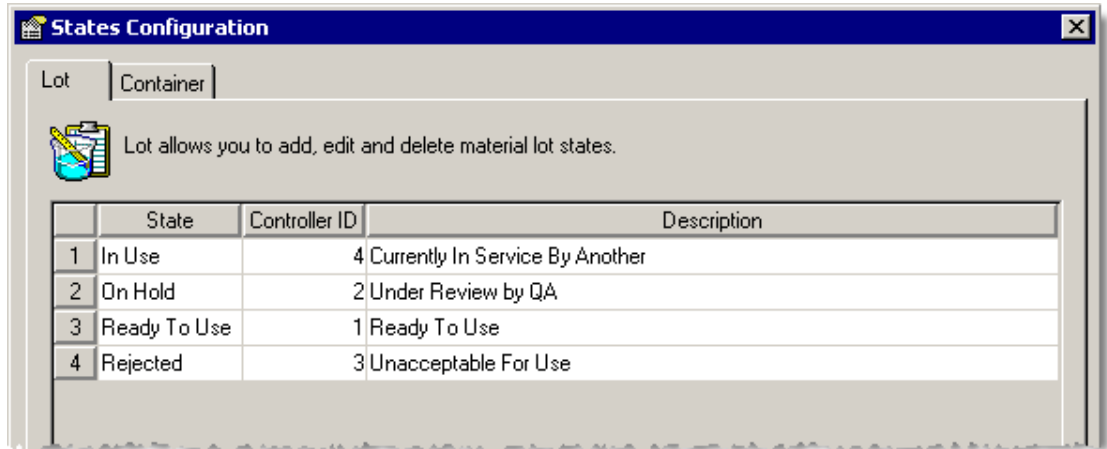 States Configuration
Lot Container
Lot allows you to add, edit and delete material lot states.
State Controller ID Description
1 In Use 4 Currently In Service By Another
2 On Hold 2 Under Review by QA
3 Ready To Use 1 Ready To Use
4 Rejected 3 Unacceptable For Use